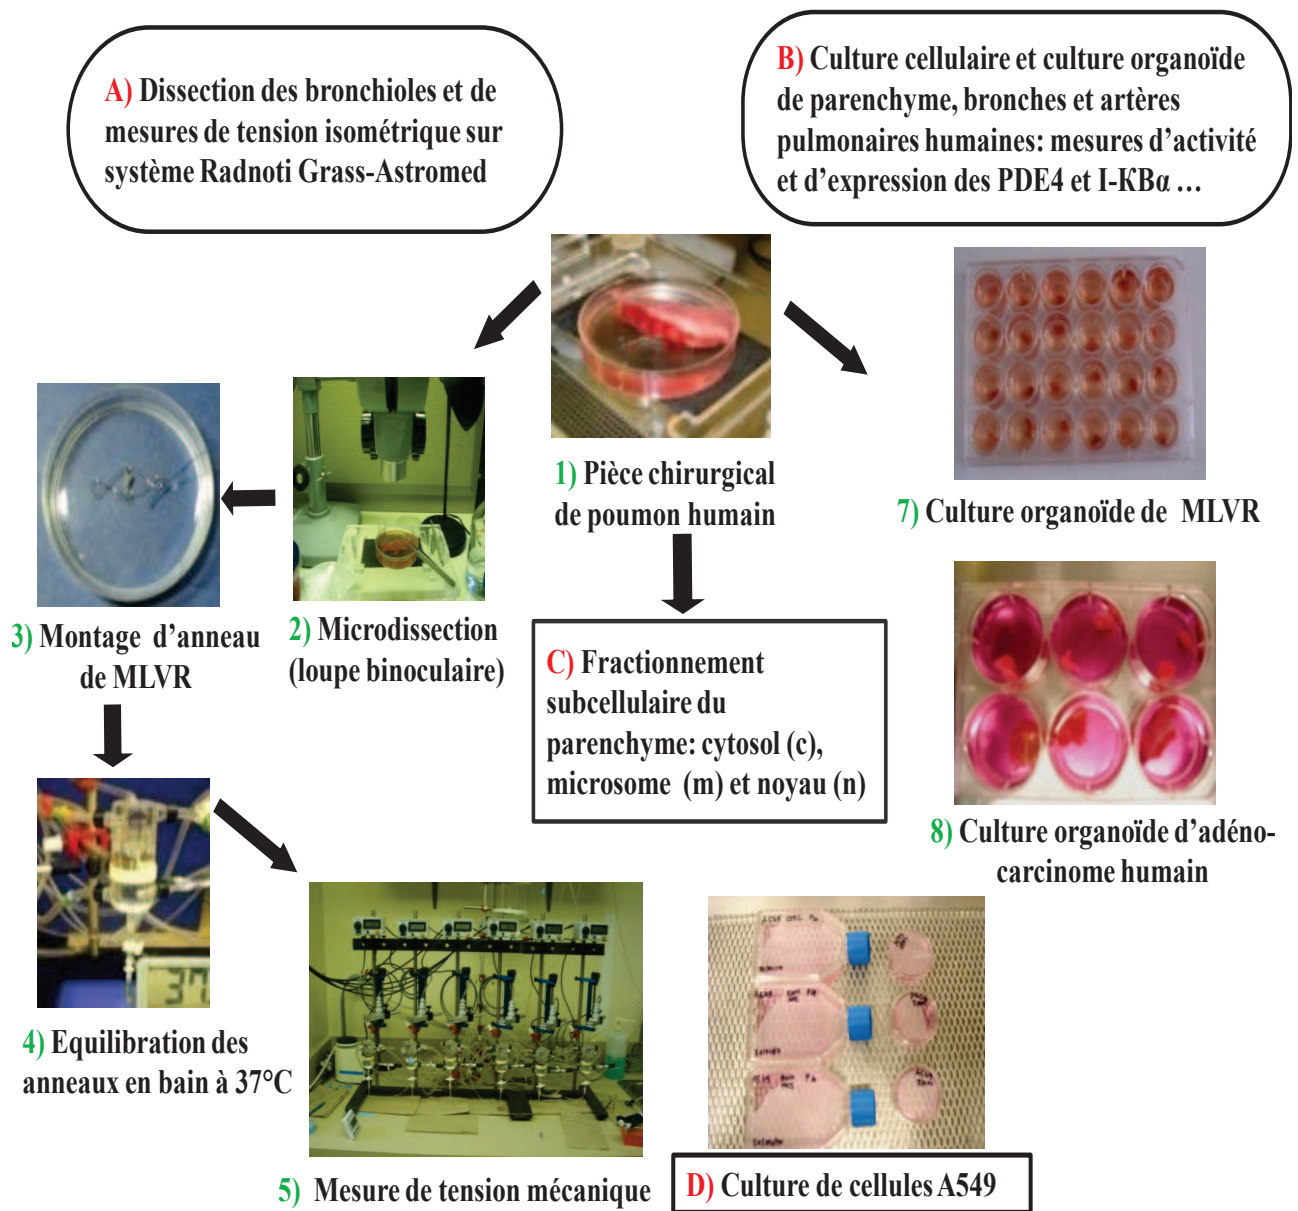 A) Dissection des bronchioles et de
mesures de tension isométrique sur
système Radnoti Grass-Astromed
B) Culture cellulaire et culture organoïde
de parenchyme, bronches et artères
pulmonaires humaines: mesures d’activité
et d’expression des PDE4 et I-KBα ...
1) Pièce chirurgical
de poumon humain
7) Culture organoïde de MLVR
3) Montage d’anneau
de MLVR
2) Microdissection
(loupe binoculaire)
C) Fractionnement
subcellulaire du
parenchyme: cytosol (c),
microsome (m) et noyau (n)
8) Culture organoïde d’adéno-
carcinome humain
37
4) Equilibration des
anneaux en bain à 37°C
5) Mesure de tension mécanique
D) Culture de cellules A549